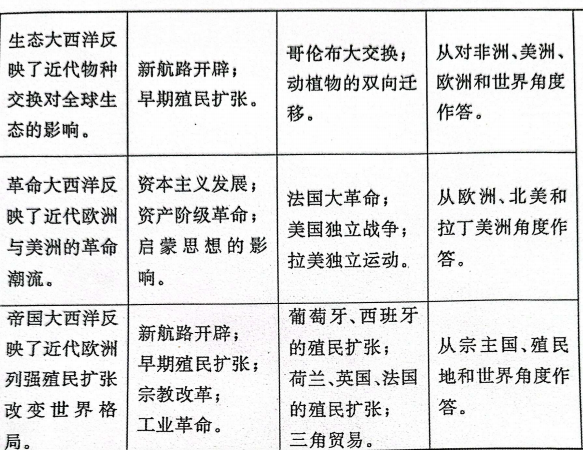 生态大西洋反
映了近代物种
交换对全球生
态的影响。
新航路开辟；
早期殖民扩张。
哥伦布大交换；
动植物的双向迁
移。
从对非洲、美洲、
欧洲和世界角度
作答。
革命大西洋反
映了近代欧洲
与美洲的革命
潮流。
资本主义发展；
资产阶级革命；
启蒙思想的影
响。
法国大革命；
美国独立战争；
拉美独立运动。
从欧洲、北美和
拉丁美洲角度作
答。
帝国大西洋反
映了近代欧洲
列强殖民扩张
改变世界格
局。
新航路开辟；
早期殖民扩张；
宗教改革；
工业革命。
葡萄牙、西班牙
的殖民扩张；
荷兰、英国、法国
的殖民扩张；
三角贸易。
从宗主国、殖民
地和世界角度作
答。